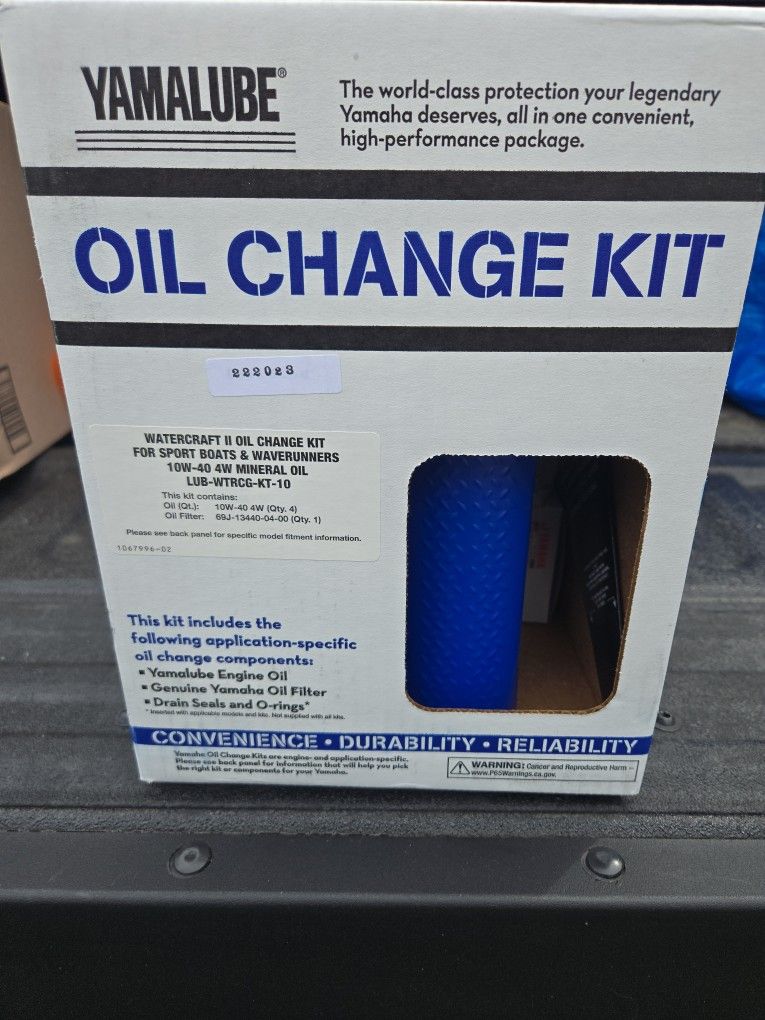 YAMALUBE®
The world-class protection your legendary
Yamaha deserves, all in one convenient,
high-performance package.
OIL CHANGE KIT
222023
WATERCRAFT II OIL CHANGE KIT
FOR SPORT BOATS & WAVERUNNERS
10W-40 4W MINERAL OIL
LUB-WTRCG-KT-10
This kit contains:
Oil (Qt.): 10W-40 4W (Qty. 4)
Oil Filter: 69J-13440-04-00 (Qty. 1)
Please see back panel for specific model fitment information.
1067996-02
This kit includes the
following application-specific
oil change components:
▪ Yamalube Engine Oil
▪ Genuine Yamaha Oil Filter
▪ Drain Seals and O-rings*
* Inserted with applicable models and kits. Not supplied with all kits.
CONVENIENCE • DURABILITY • RELIABILITY
Yamaha Oil Change Kits are engine- and application-specific.
Please see back panel for information that will help you pick
the right kit or components for your Yamaha.
WARNING: Cancer and Reproductive Harm –
www.P65Warnings.ca.gov.